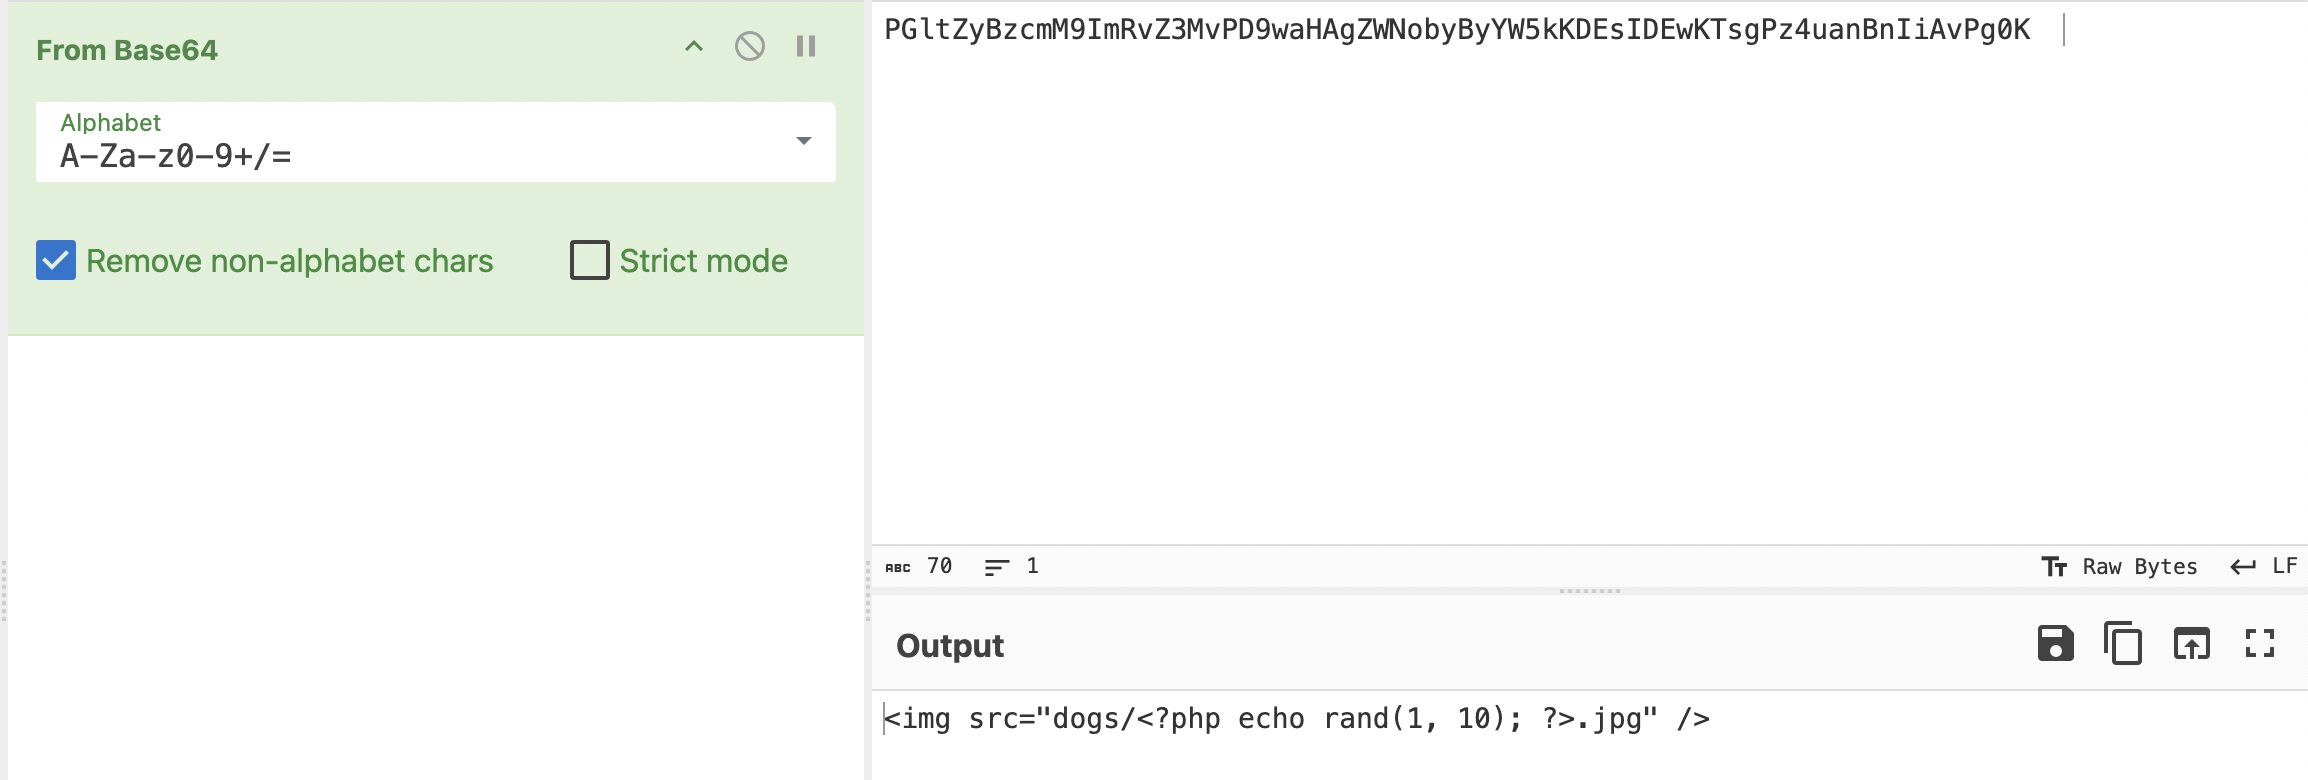 From Base64
Alphabet
A-Za-z0-9+/=
Remove non-alphabet chars
Strict mode
PGltZyBzcmM9ImRvZ3MvPD9waHAgZWNobyByYW5kKDEsIDEwKTsgPz4uanBnIiAvPg0K
ABC 70 1
Raw Bytes LF
Output
<img src="dogs/<?php echo rand(1, 10); ?>.jpg" />